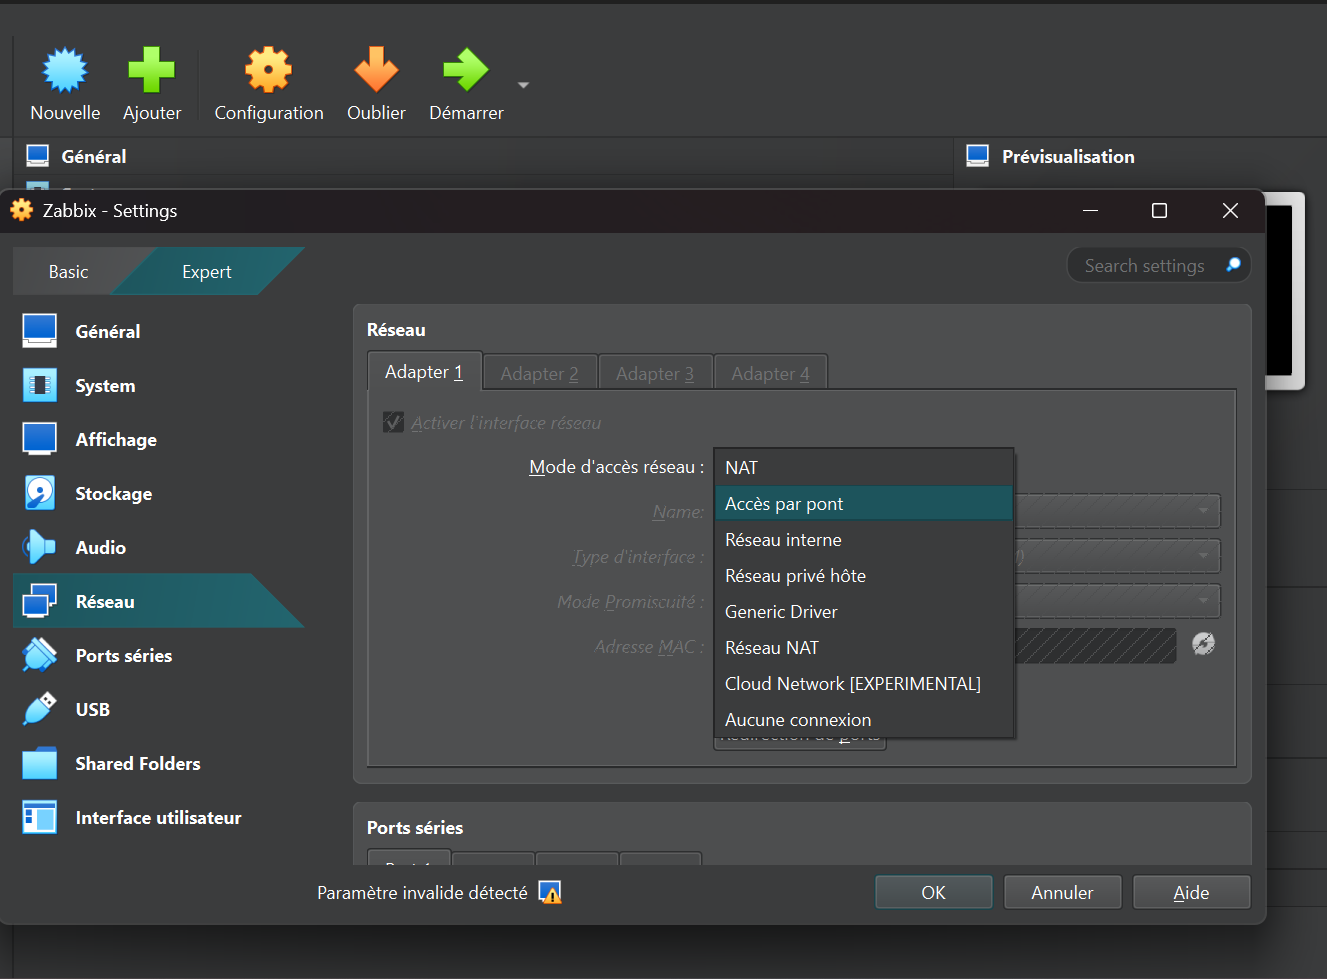 Nouvelle
Ajouter
Configuration
Oublier
Démarrer
Général
Prévisualisation
Zabbix - Settings
Basic
Expert
Search settings
Général
System
Affichage
Stockage
Audio
Réseau
Ports séries
USB
Shared Folders
Interface utilisateur
Réseau
Adapter 1
Adapter 2
Adapter 3
Adapter 4
Activer l'interface réseau
Mode d'accès réseau :
NAT
Accès par pont
Réseau interne
Réseau privé hôte
Generic Driver
Réseau NAT
Cloud Network [EXPERIMENTAL]
Aucune connexion
Name:
Type d'interface :
Mode Promiscuité :
Adresse MAC :
Redirection de ports
Ports séries
Paramètre invalide détecté
OK
Annuler
Aide